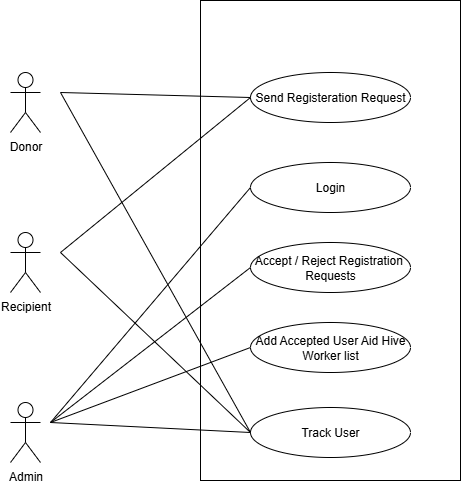 Send Registeration Request
Donor
Login
Accept / Reject Registration
Requests
Recipient
Add Accepted User Aid Hive
Worker list
Track User
Admin